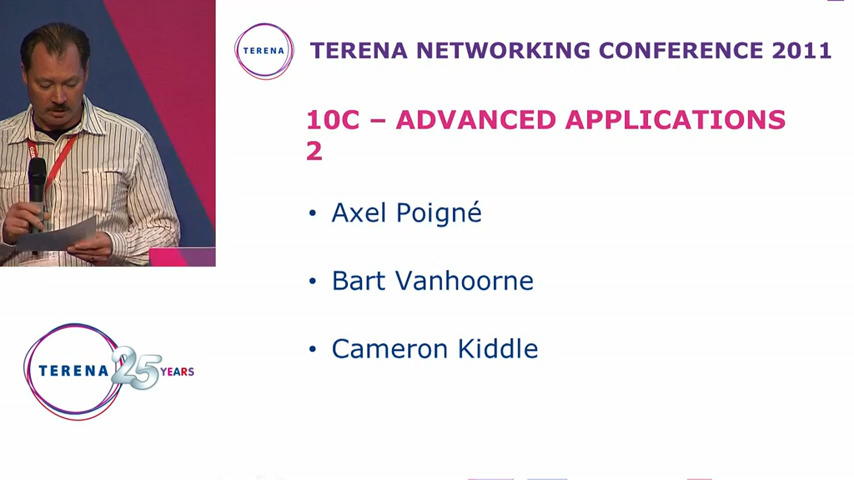 TERENA
TERENA NETWORKING CONFERENCE 2011
10C – ADVANCED APPLICATIONS
2
• Axel Poigné
• Bart Vanhoorne
• Cameron Kiddle
TERENA 25 YEARS